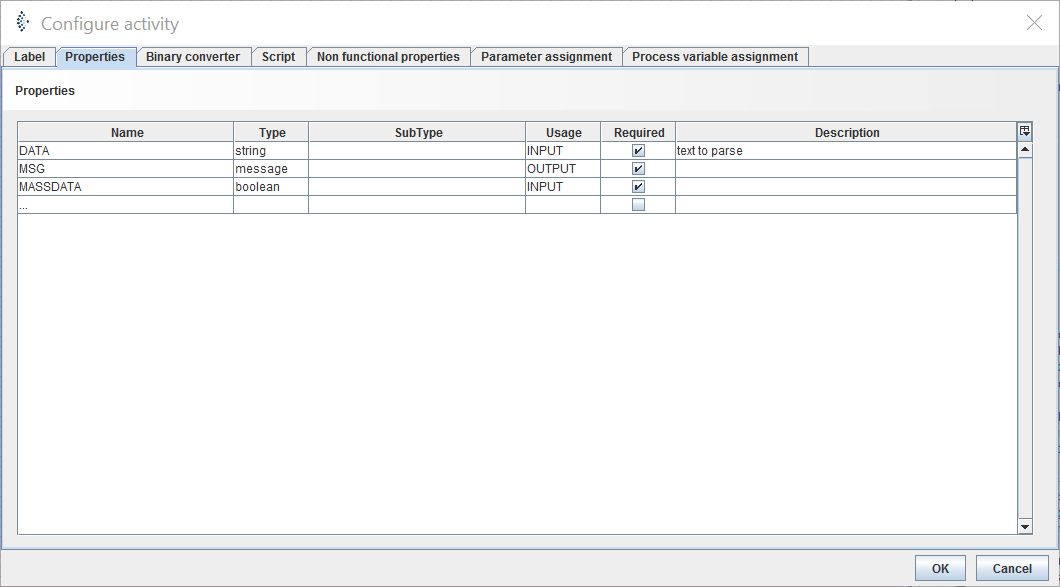 Configure activity
Label Properties Binary converter Script Non functional properties Parameter assignment Process variable assignment
Properties
Name Type SubType Usage Required Description
DATA string INPUT text to parse
MSG message OUTPUT
MASSDATA boolean INPUT
...
OK Cancel